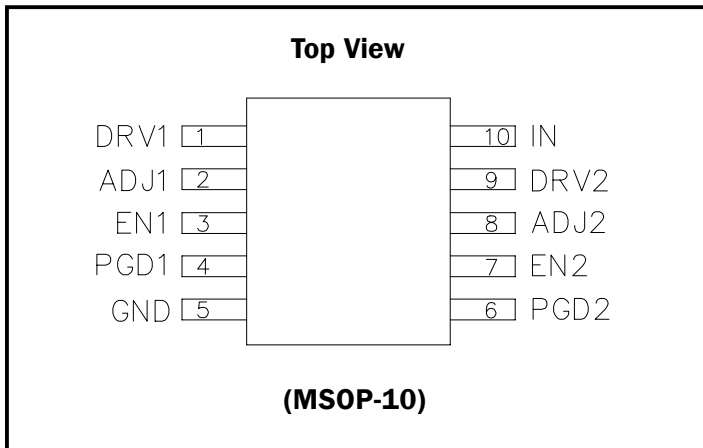 Top View
DRV1 1 10 IN
ADJ1 2 9 DRV2
EN1 3 8 ADJ2
PGD1 4 7 EN2
GND 5 6 PGD2
(MSOP-10)